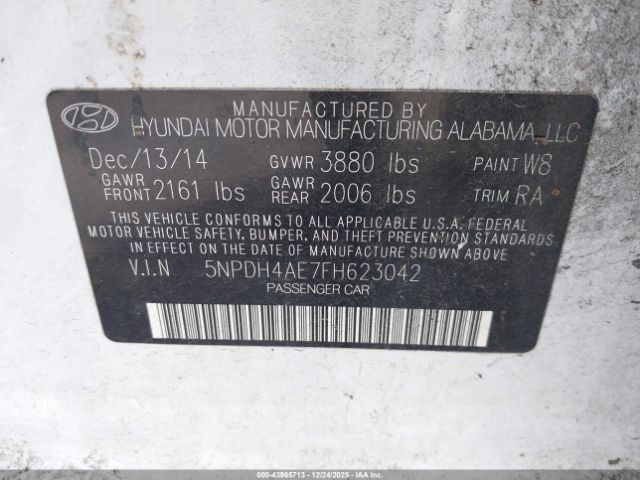 MANUFACTURED BY
HYUNDAI MOTOR MANUFACTURING ALABAMA, LLC
Dec/13/14 GVWR 3880 lbs PAINT W8
GAWR FRONT 2161 lbs GAWR REAR 2006 lbs TRIM RA
THIS VEHICLE CONFORMS TO ALL APPLICABLE U.S.A. FEDERAL
MOTOR VEHICLE SAFETY, BUMPER, AND THEFT PREVENTION STANDARDS
IN EFFECT ON THE DATE OF MANUFACTURE SHOWN ABOVE.
V.I.N 5NPDH4AE7FH623042
PASSENGER CAR
000-43965713 - 12/24/2025 - COPYRIGHT IAA, LLC.